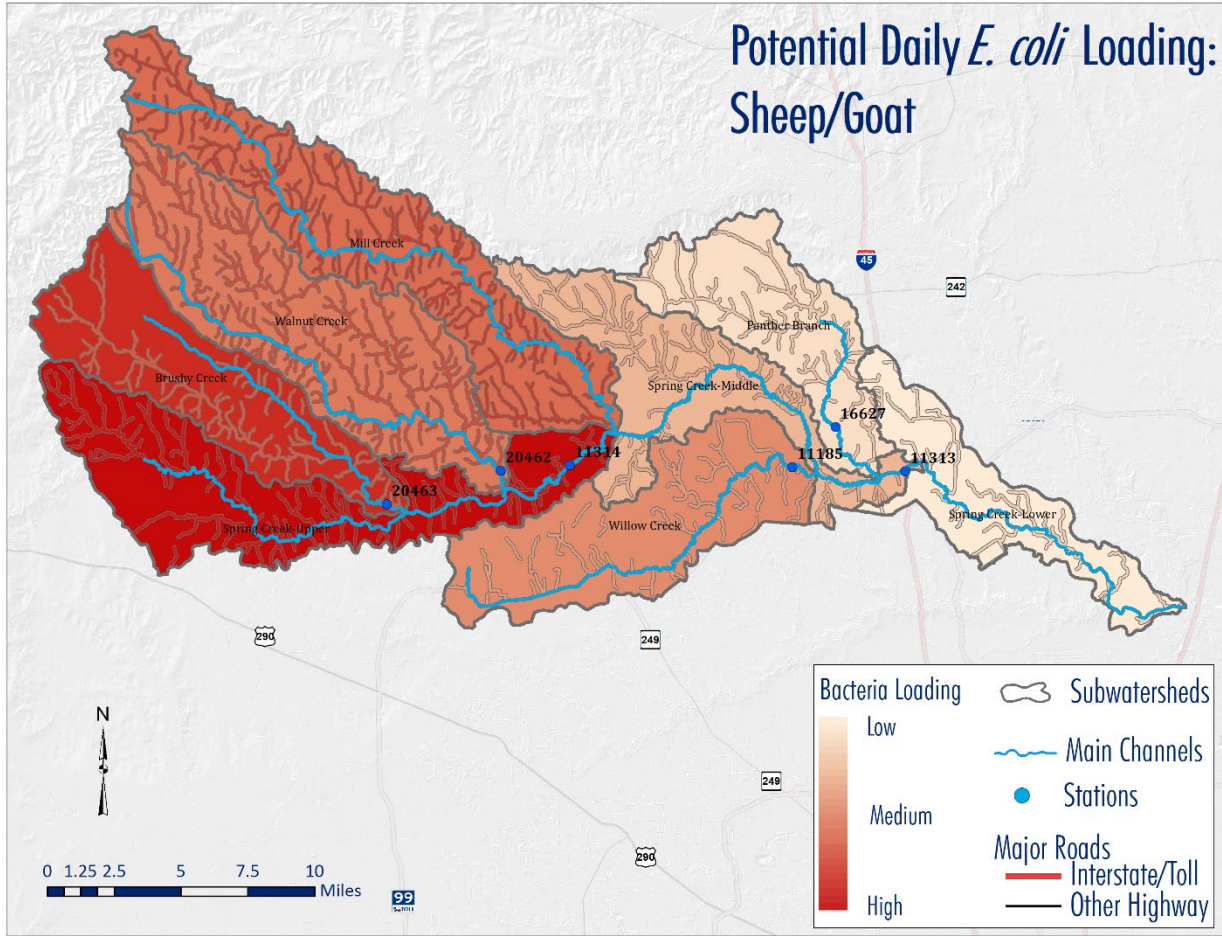 Potential Daily E. coli Loading:
Sheep/Goat
Mill Creek
45
242
Walnut Creek
Panther Branch
Brushy Creek
Spring Creek-Middle
16627
20462
11314
11185
11313
20463
Spring Creek-Upper
Willow Creek
Spring Creek-Lower
290
249
N
249
290
99
TOLL
0 1.25 2.5 5 7.5 10
Miles
Bacteria Loading
Low
Medium
High
Subwatersheds
Main Channels
Stations
Major Roads
Interstate/Toll
Other Highway